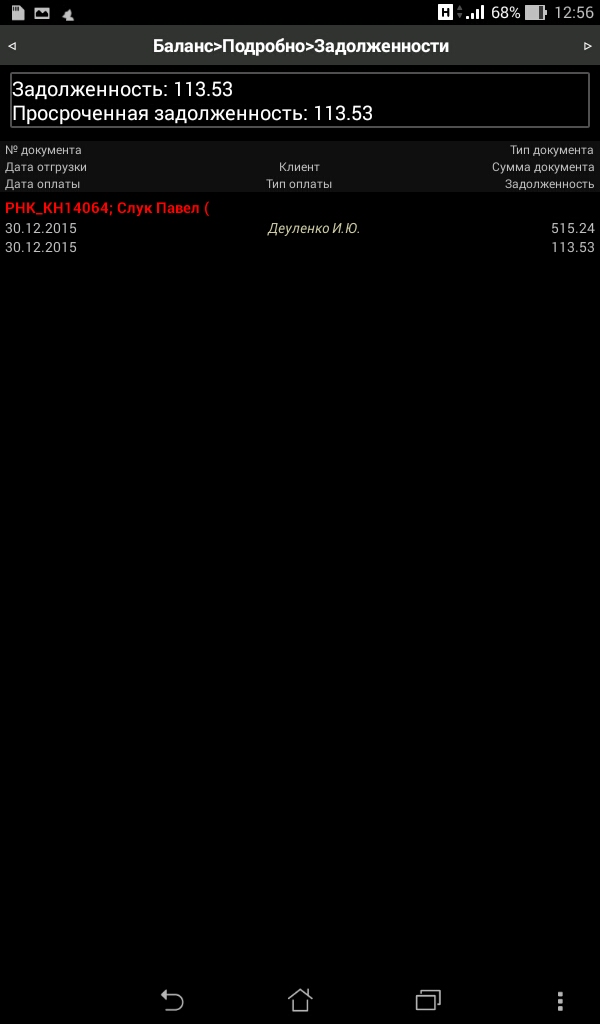 H 68% 12:56
Баланс>Подробно>Задолженности
Задолженность: 113.53
Просроченная задолженность: 113.53
№ документа Тип документа
Дата отгрузки Клиент Сумма документа
Дата оплаты Тип оплаты Задолженность
РНК_КН14064; Слук Павел (
30.12.2015 Деуленко И.Ю. 515.24
30.12.2015 113.53